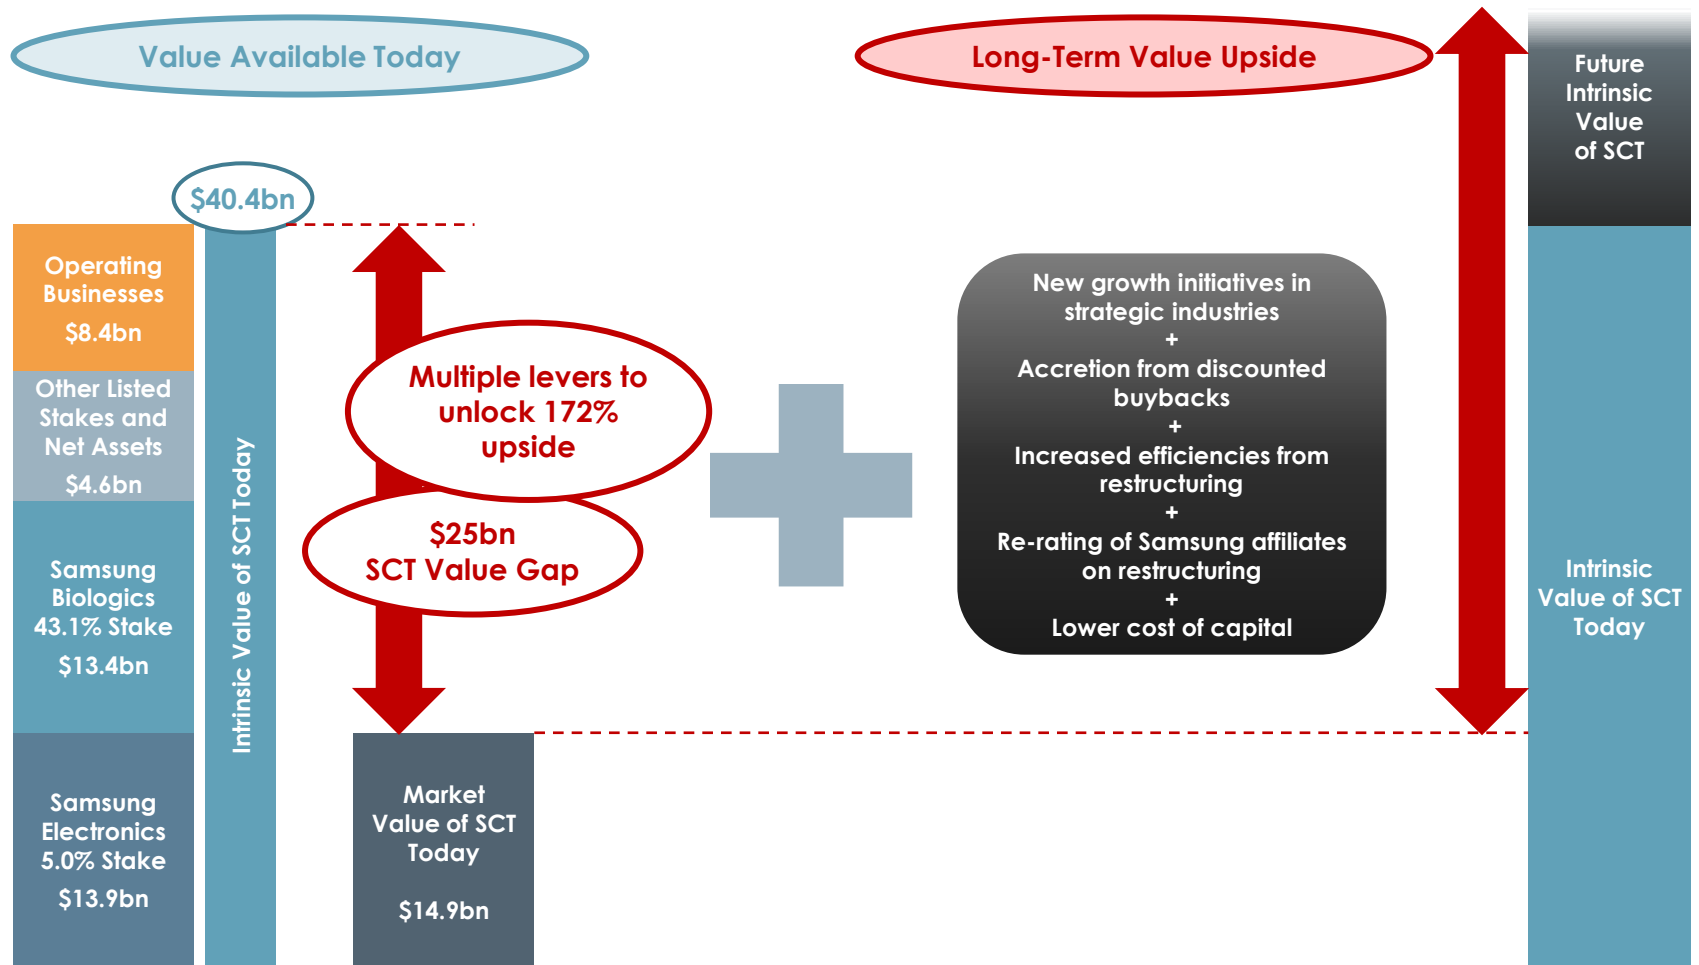 Value Available Today
Long-Term Value Upside
Future
Intrinsic
Value
of SCT
$40.4bn
Operating
Businesses
$8.4bn
Other Listed
Stakes and
Net Assets
$4.6bn
Samsung
Biologics
43.1% Stake
$13.4bn
Samsung
Electronics
5.0% Stake
$13.9bn
Intrinsic Value of SCT Today
Multiple levers to
unlock 172%
upside
$25bn
SCT Value Gap
Market
Value of SCT
Today
$14.9bn
New growth initiatives in
strategic industries
+
Accretion from discounted
buybacks
+
Increased efficiencies from
restructuring
+
Re-rating of Samsung affiliates
on restructuring
+
Lower cost of capital
Intrinsic
Value of SCT
Today